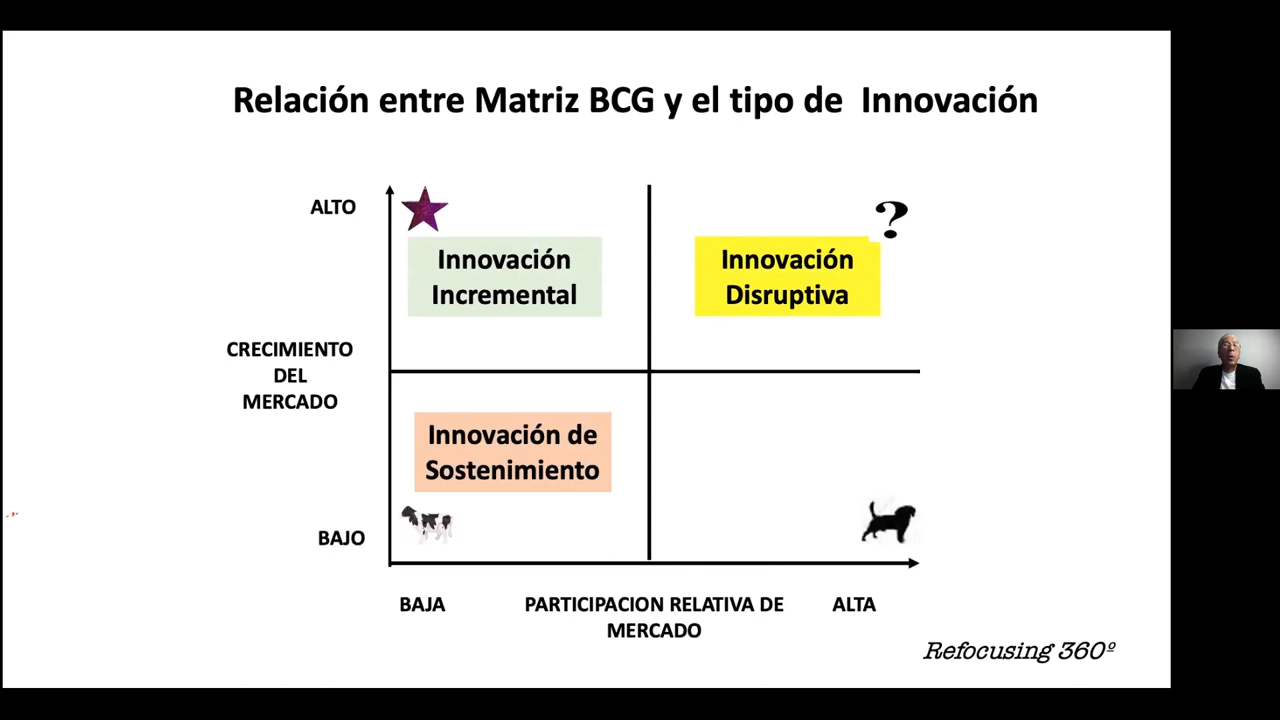 Relación entre Matriz BCG y el tipo de Innovación
ALTO
?
Innovación
Incremental
Innovación
Disruptiva
CRECIMIENTO
DEL
MERCADO
Innovación de
Sostenimiento
BAJO
BAJA
PARTICIPACION RELATIVA DE
MERCADO
ALTA
Refocusing 360º